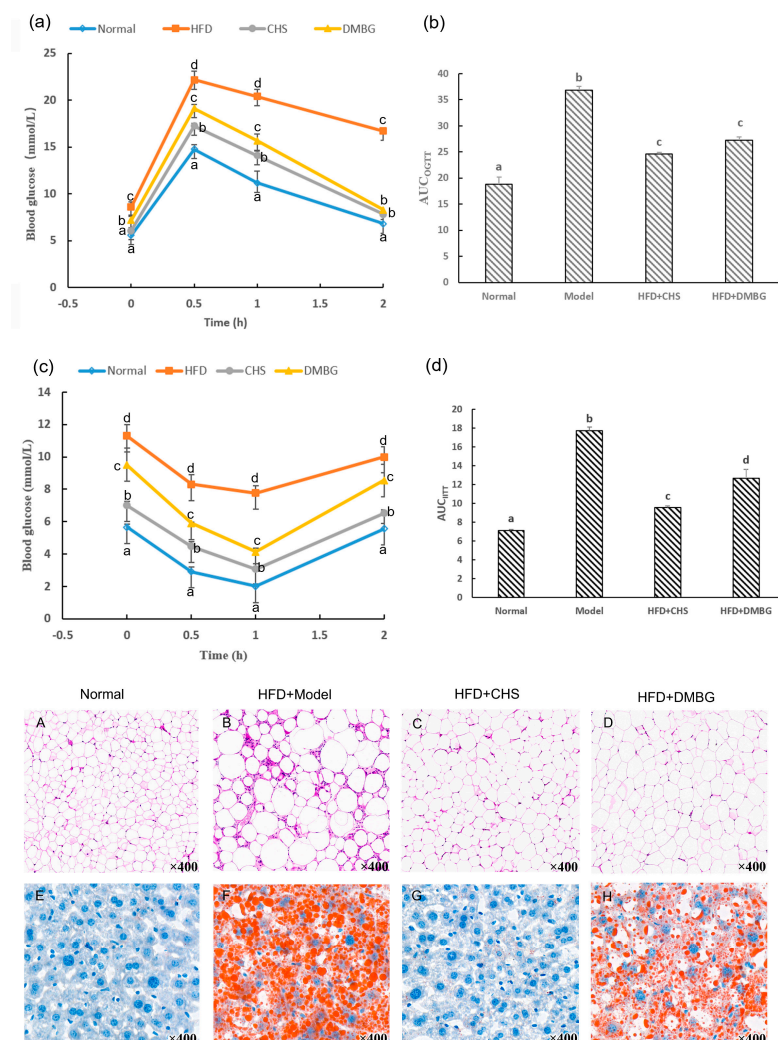 (a)
Normal HFD CHS DMBG
Blood glucose (mmol/L)
25
20
15
10
5
0
-0.5 0 0.5 1 1.5 2
Time (h)
c
b
a
a
d
c
b
a
d
c
b
a
c
b
b
a
(b)
AUCOGTT
40
35
30
25
20
15
10
5
0
a
b
c
c
Normal Model HFD+CHS HFD+DMBG
(c)
Normal HFD CHS DMBG
Blood glucose (mmol/L)
14
12
10
8
6
4
2
0
-0.5 0 0.5 1 1.5 2
Time (h)
d
c
b
a
d
c
b
a
d
c
b
a
d
c
b
a
(d)
AUCIITT
20
18
16
14
12
10
8
6
4
2
0
a
b
c
d
Normal Model HFD+CHS HFD+DMBG
Normal HFD+Model HFD+CHS HFD+DMBG
A B C D
×400 ×400 ×400 ×400
E F G H
×400 ×400 ×400 ×400